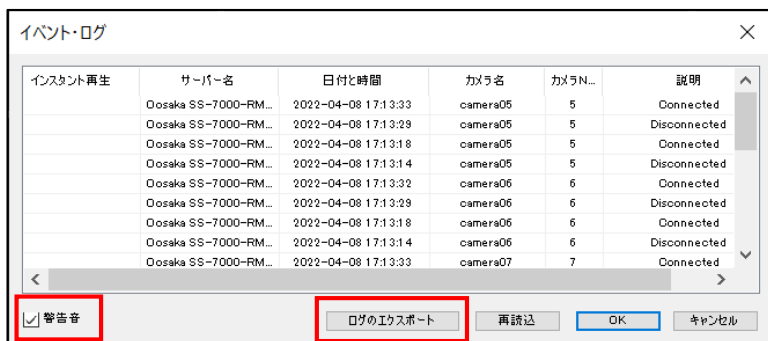 イベント・ログ
インスタント再生 サーバー名 日付と時間 カメラ名 カメラN... 説明
Oosaka SS-7000-RM... 2022-04-08 17:13:33 camera05 5 Connected
Oosaka SS-7000-RM... 2022-04-08 17:13:29 camera05 5 Disconnected
Oosaka SS-7000-RM... 2022-04-08 17:13:18 camera05 5 Connected
Oosaka SS-7000-RM... 2022-04-08 17:13:14 camera05 5 Disconnected
Oosaka SS-7000-RM... 2022-04-08 17:13:32 camera06 6 Connected
Oosaka SS-7000-RM... 2022-04-08 17:13:29 camera06 6 Disconnected
Oosaka SS-7000-RM... 2022-04-08 17:13:18 camera06 6 Connected
Oosaka SS-7000-RM... 2022-04-08 17:13:14 camera06 6 Disconnected
Oosaka SS-7000-RM... 2022-04-08 17:13:33 camera07 7 Connected
警告音 ログのエクスポート 再読込 OK キャンセル